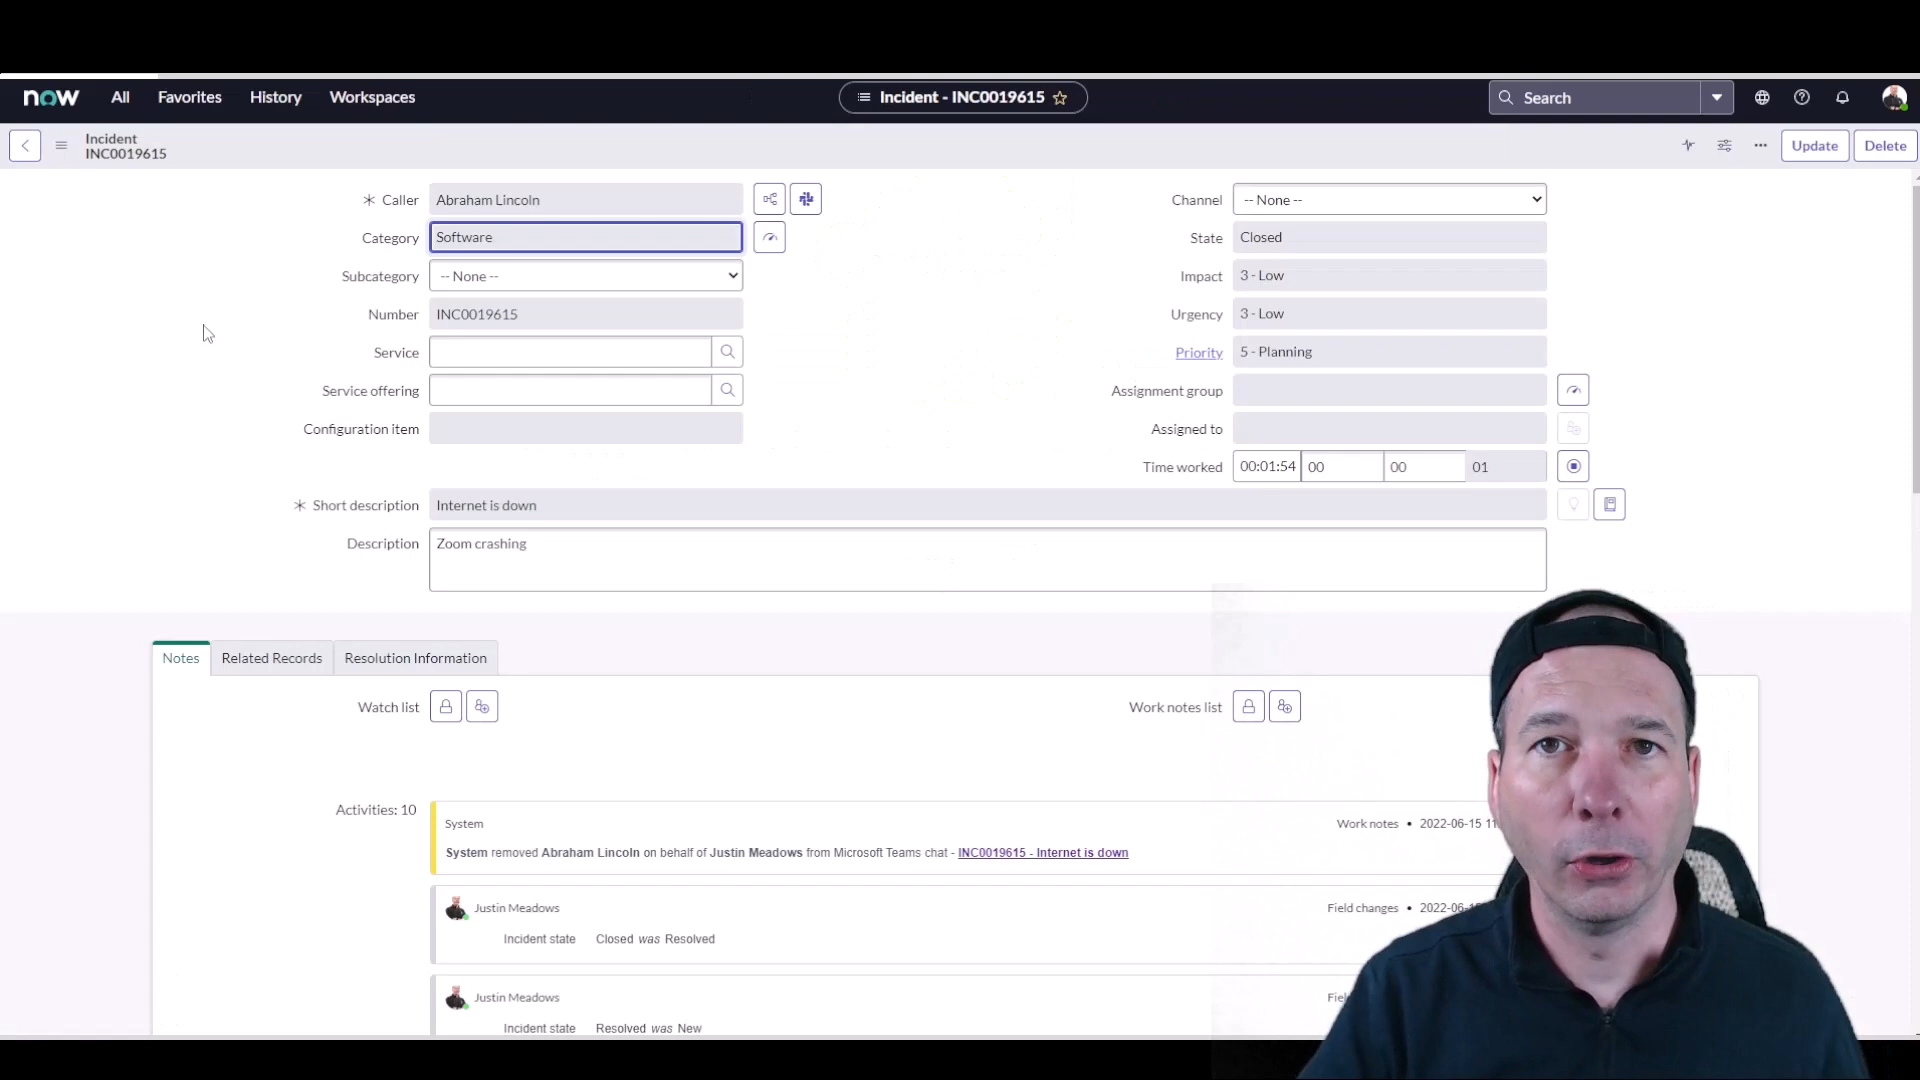 now All Favorites History Workspaces Incident - INC0019615 Search
Incident
INC0019615
Update Delete
Caller Abraham Lincoln Channel -- None --
Category Software State Closed
Subcategory -- None -- Impact 3 - Low
Number INC0019615 Urgency 3 - Low
Service Priority 5 - Planning
Service offering Assignment group
Configuration item Assigned to
Time worked 00:01:54 00 00 01
Short description Internet is down
Description Zoom crashing
Notes Related Records Resolution Information
Watch list Work notes list
Activities: 10
System Work notes • 2022-06-15
System removed Abraham Lincoln on behalf of Justin Meadows from Microsoft Teams chat - INC0019615 - Internet is down
Justin Meadows Field changes •
Incident state Closed was Resolved
Justin Meadows
Incident state Resolved was New